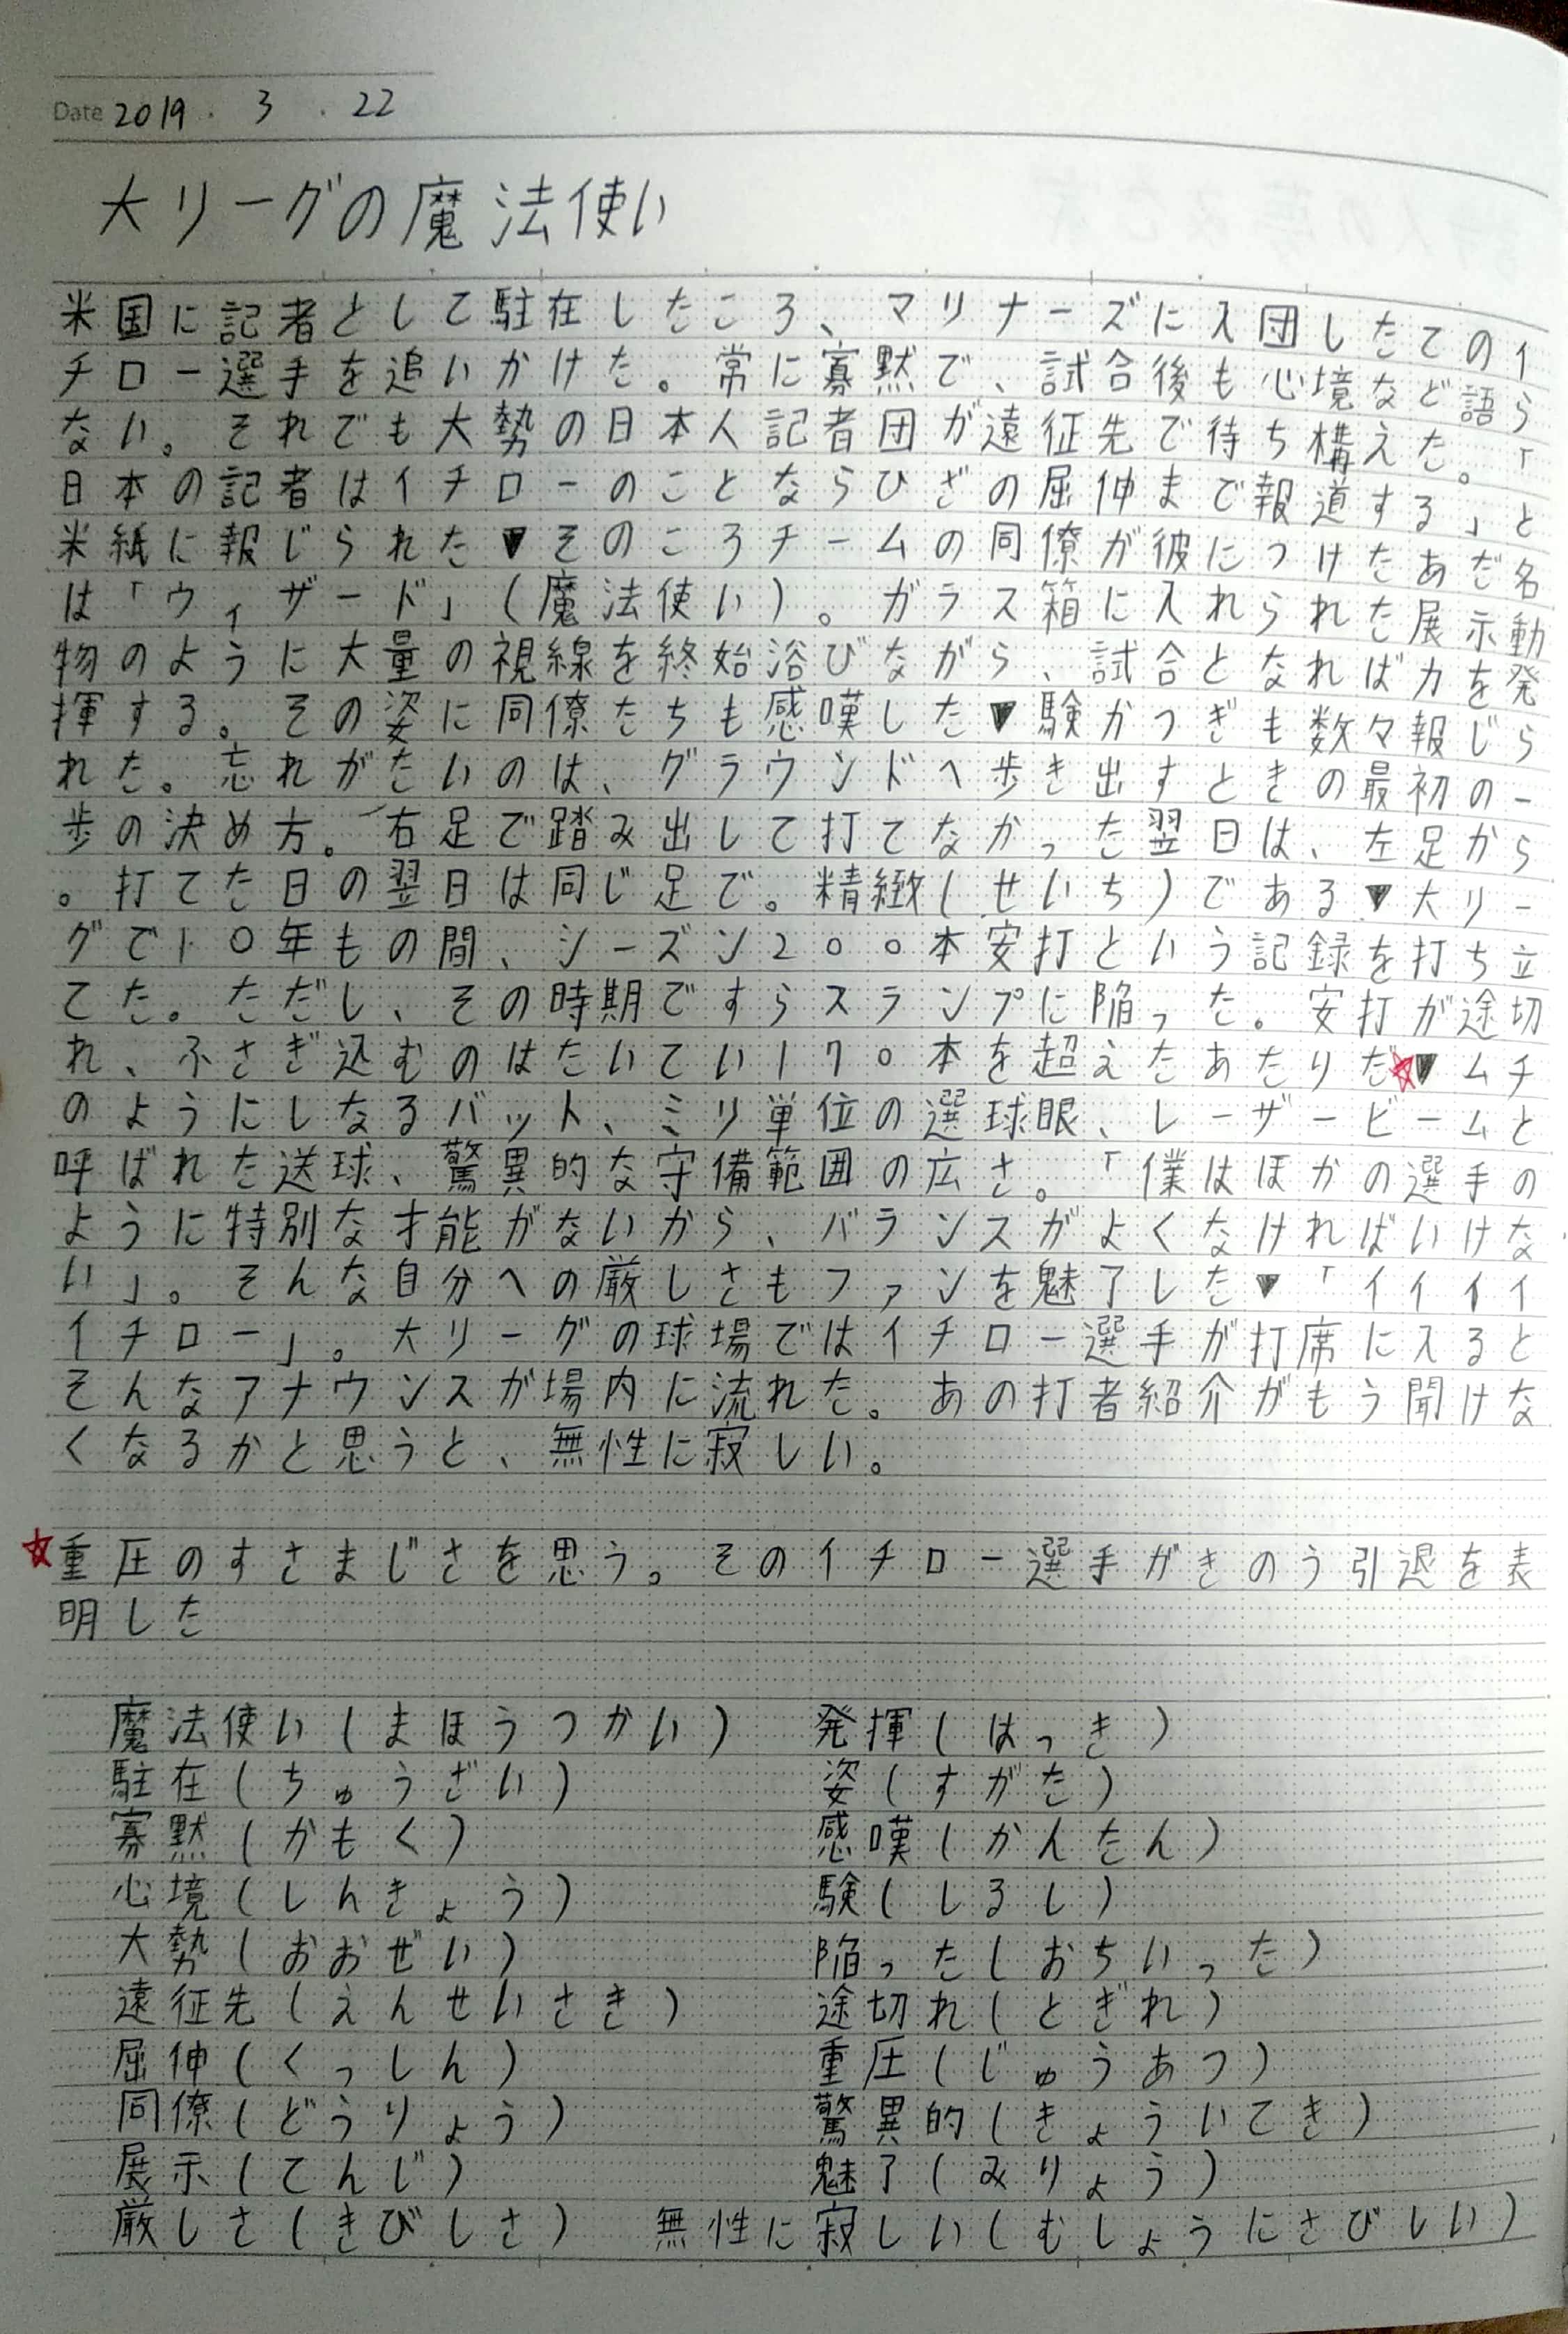 Date 2019 . 3 . 22
大リーグの魔法使い
米国に記者として駐在したころ、マリナーズに入団したてのイ
チロー選手を追いかけた。常に寡黙で、試合後も心境など語ら
ない。それでも大勢の日本人記者団が遠征先で待ち構えた。「
日本の記者はイチローのことならひざの屈伸まで報道する」と
米紙に報じられた▼そのころチームの同僚が彼につけたあだ名
は「ウィザード」(魔法使い)。ガラス箱に入れられた展示動
物のように大量の視線を終始浴びながら、試合となれば力を発
揮する。その姿に同僚たちも感嘆した▼験かつぎも数々報じら
れた。忘れがたいのは、グラウンドへ歩き出すときの最初の一
歩の決め方。右足で踏み出して打てなかった翌日は、左足から
。打てた日の翌日は同じ足で。精緻(せいち)である▼大リー
グで10年もの間、シーズン200本安打という記録を打ち立
てた。ただし、その時期ですらスランプに陥った。安打が途切
れ、ふさぎ込むのはたいてい170本を超えたあたりだ☆▼ムチ
のようにしなるバット、ミリ単位の選球眼、レーザービームと
呼ばれた送球、驚異的な守備範囲の広さ。「僕はほかの選手の
ように特別な才能がないから、バランスがよくなければいけな
い」。そんな自分への厳しさもファンを魅了した▼「イイイイ
イチロー」。大リーグの球場ではイチロー選手が打席に入ると
そんなアナウンスが場内に流れた。あの打者紹介がもう聞けな
くなるかと思うと、無性に寂しい。
☆重圧のすさまじさを思う。そのイチロー選手がきのう引退を表
明した
魔法使い(まほうつかい) 発揮(はっき)
駐在(ちゅうざい) 姿(すがた)
寡黙(かもく) 感嘆(かんたん)
心境(しんきょう) 験(しるし)
大勢(おおぜい) 陥った(おちいった)
遠征先(えんせいさき) 途切れ(とぎれ)
屈伸(くっしん) 重圧(じゅうあつ)
同僚(どうりょう) 驚異的(きょういてき)
展示(てんじ) 魅了(みりょう)
厳しさ(きびしさ) 無性に寂しい(むしょうにさびしい)